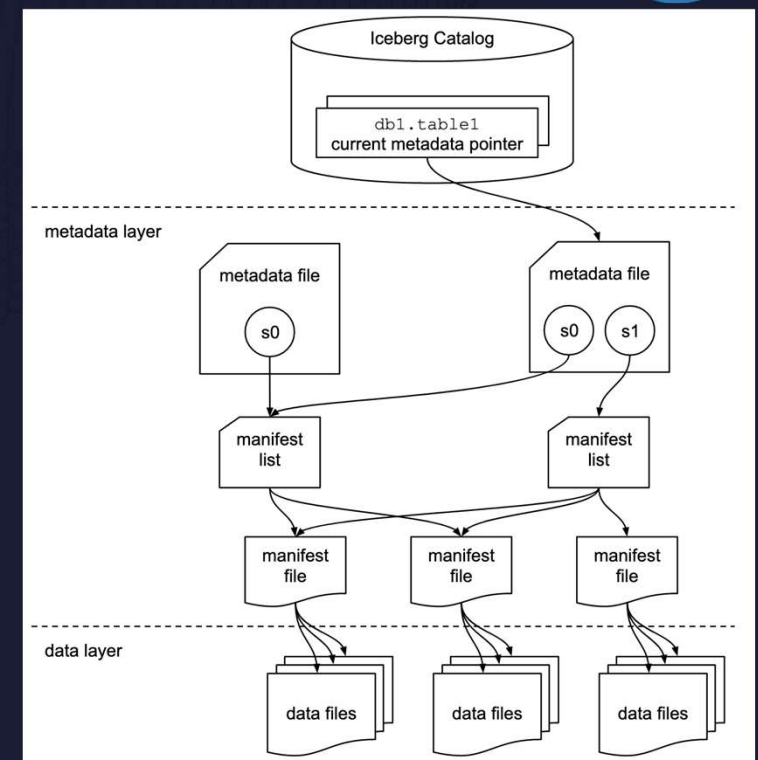 Iceberg Catalog
db1.table1
current metadata pointer
metadata layer
metadata file
metadata file
s0
s0
s1
manifest
list
manifest
list
manifest
file
manifest
file
manifest
file
data layer
data files
data files
data files